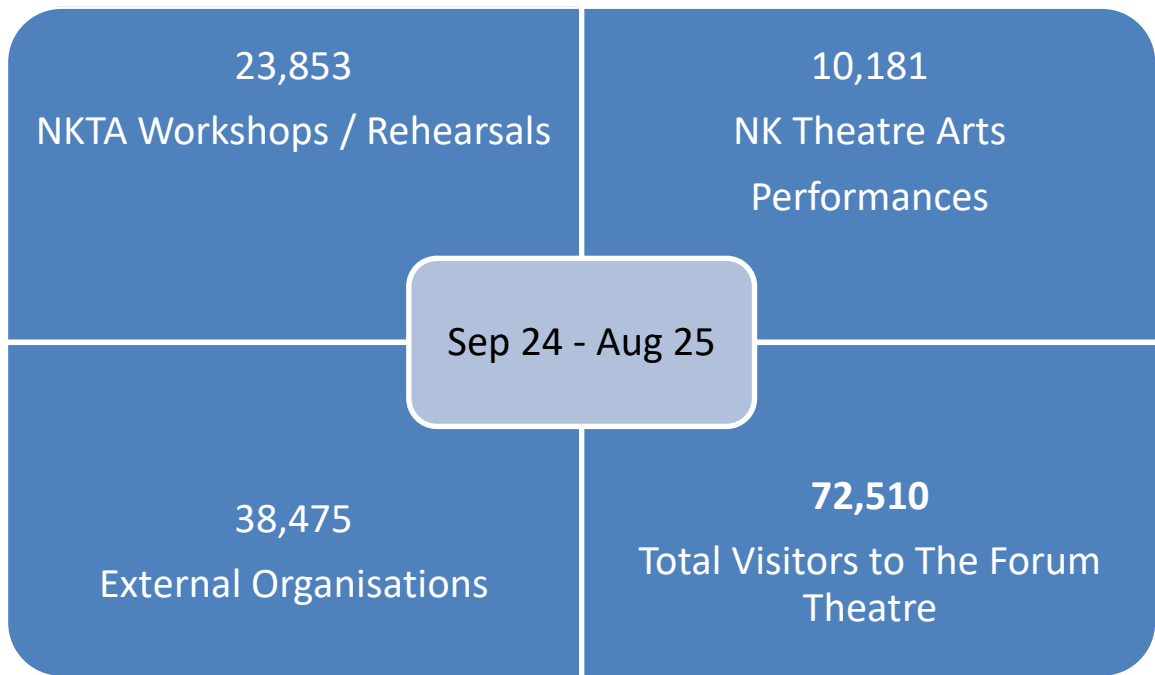 23,853
NKTA Workshops / Rehearsals
10,181
NK Theatre Arts
Performances
Sep 24 - Aug 25
38,475
External Organisations
72,510
Total Visitors to The Forum
Theatre